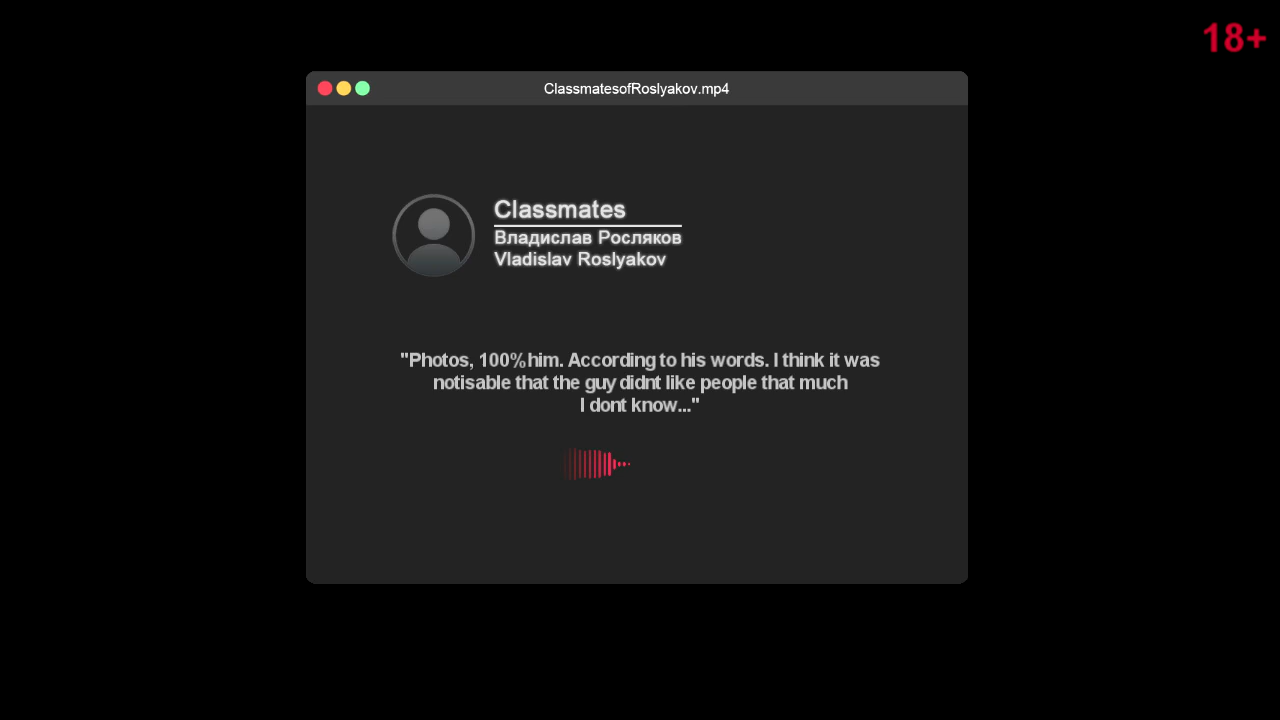 18+
ClassmatesofRoslyakov.mp4
Classmates
Владислав Росляков
Vladislav Roslyakov
"Photos, 100%him. According to his words. I think it was
notisable that the guy didnt like people that much
I dont know..."